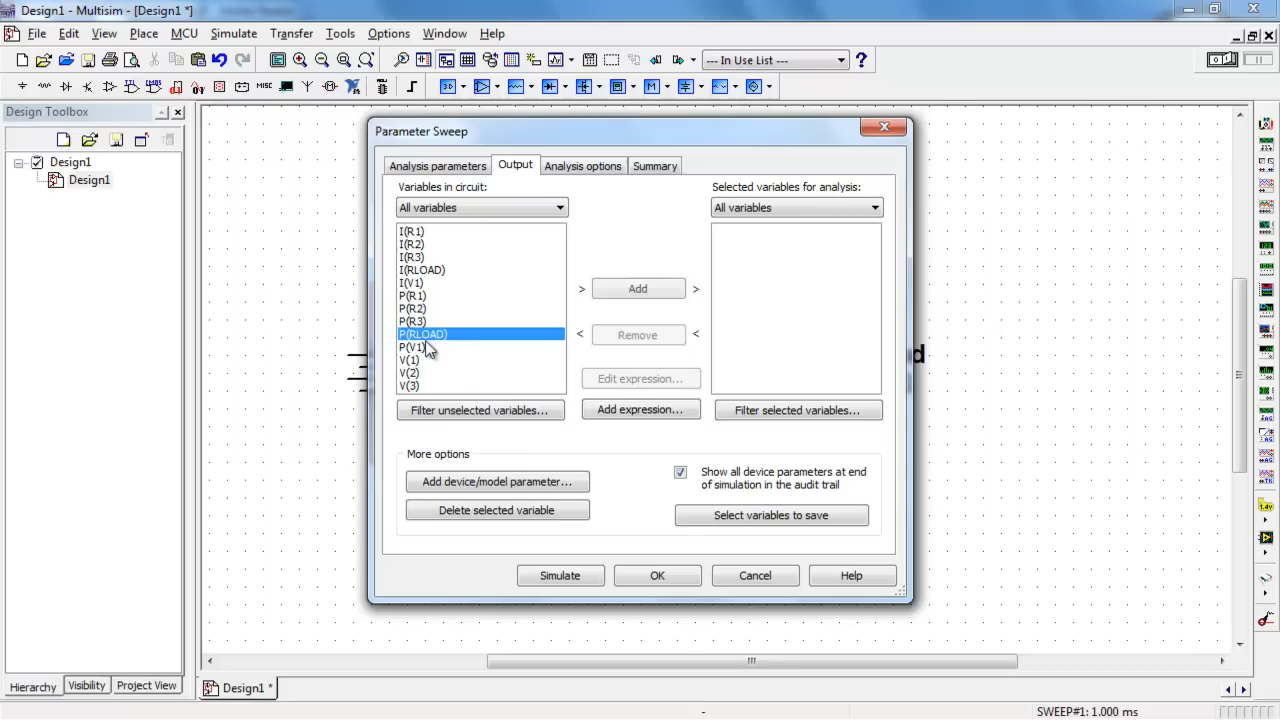 Design1 - Multisim - [Design1 *]
File Edit View Place MCU Simulate Transfer Tools Options Window Help
--- In Use List ---
Design Toolbox
Design1
Design1
Parameter Sweep
Analysis parameters Output Analysis options Summary
Variables in circuit:
All variables
I(R1)
I(R2)
I(R3)
I(RLOAD)
I(V1)
P(R1)
P(R2)
P(R3)
P(RLOAD)
P(V1)
V(1)
V(2)
V(3)
Filter unselected variables...
> Add >
< Remove <
Edit expression...
Add expression...
Selected variables for analysis:
All variables
Filter selected variables...
More options
Add device/model parameter...
Delete selected variable
Show all device parameters at end
of simulation in the audit trail
Select variables to save
Simulate OK Cancel Help
d
Hierarchy Visibility Project View
Design1 *
- SWEEP#1: 1.000 ms